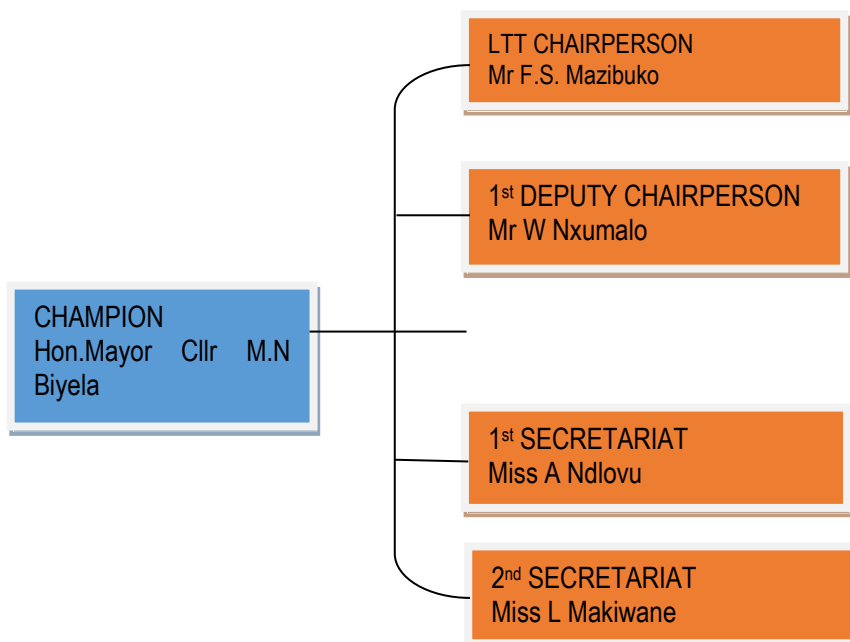 LTT CHAIRPERSON
Mr F.S. Mazibuko
1st DEPUTY CHAIRPERSON
Mr W Nxumalo
CHAMPION
Hon.Mayor Cllr M.N
Biyela
1st SECRETARIAT
Miss A Ndlovu
2nd SECRETARIAT
Miss L Makiwane